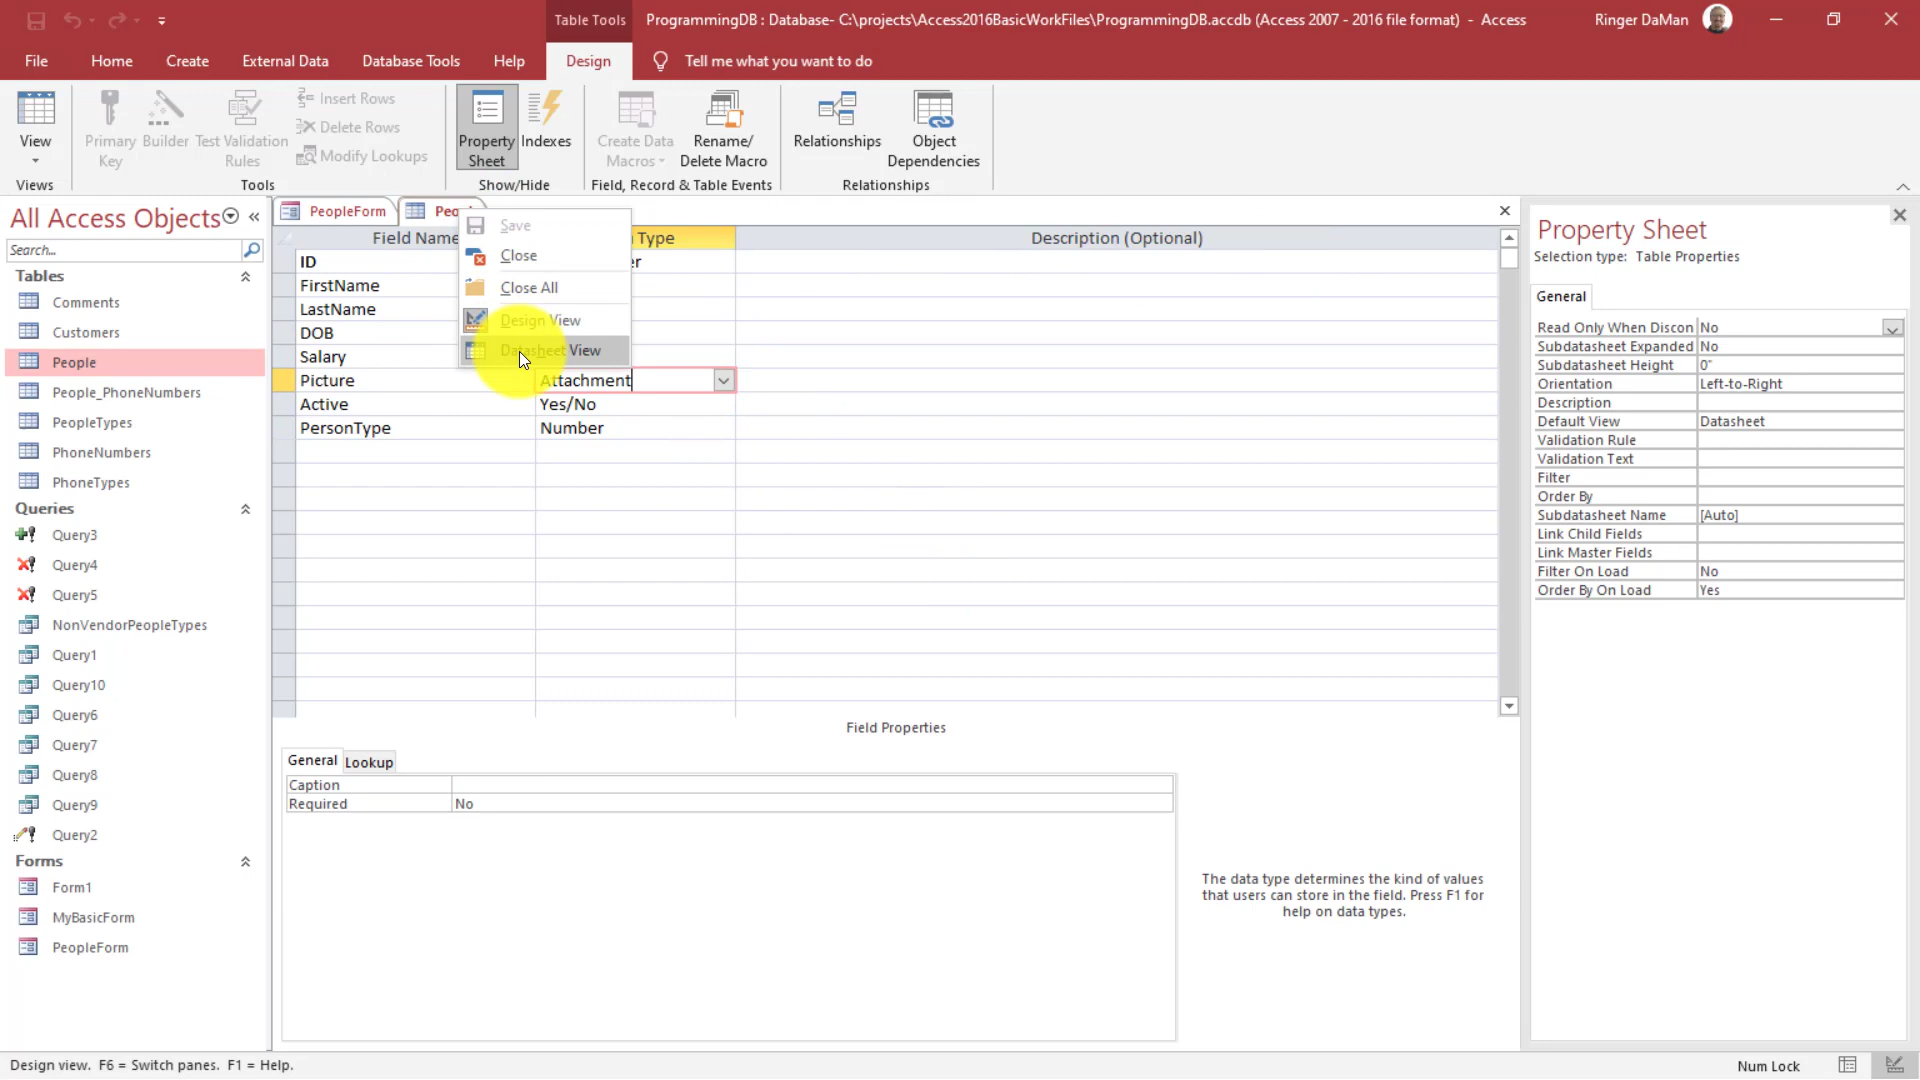 Table Tools
ProgrammingDB : Database- C:\projects\Access2016BasicWorkFiles\ProgrammingDB.accdb (Access 2007 - 2016 file format) - Access
Ringer DaMan
File Home Create External Data Database Tools Help Design Tell me what you want to do
View
Primary Key
Builder
Test Validation Rules
Insert Rows
Delete Rows
Modify Lookups
Property Sheet
Indexes
Create Data Macros
Rename/ Delete Macro
Relationships
Object Dependencies
Views
Tools
Show/Hide
Field, Record & Table Events
Relationships
All Access Objects
Search...
Tables
Comments
Customers
People
People_PhoneNumbers
PeopleTypes
PhoneNumbers
PhoneTypes
Queries
Query3
Query4
Query5
NonVendorPeopleTypes
Query1
Query10
Query6
Query7
Query8
Query9
Query2
Forms
Form1
MyBasicForm
PeopleForm
PeopleForm
Peop
Field Name
Type
Description (Optional)
ID
er
FirstName
LastName
DOB
Salary
Picture Attachment
Active Yes/No
PersonType Number
Save
Close
Close All
Design View
Datasheet View
Field Properties
General Lookup
Caption
Required No
The data type determines the kind of values
that users can store in the field. Press F1 for
help on data types.
Property Sheet
Selection type: Table Properties
General
Read Only When Discon No
Subdatasheet Expanded No
Subdatasheet Height 0"
Orientation Left-to-Right
Description
Default View Datasheet
Validation Rule
Validation Text
Filter
Order By
Subdatasheet Name [Auto]
Link Child Fields
Link Master Fields
Filter On Load No
Order By On Load Yes
Design view. F6 = Switch panes. F1 = Help.
Num Lock